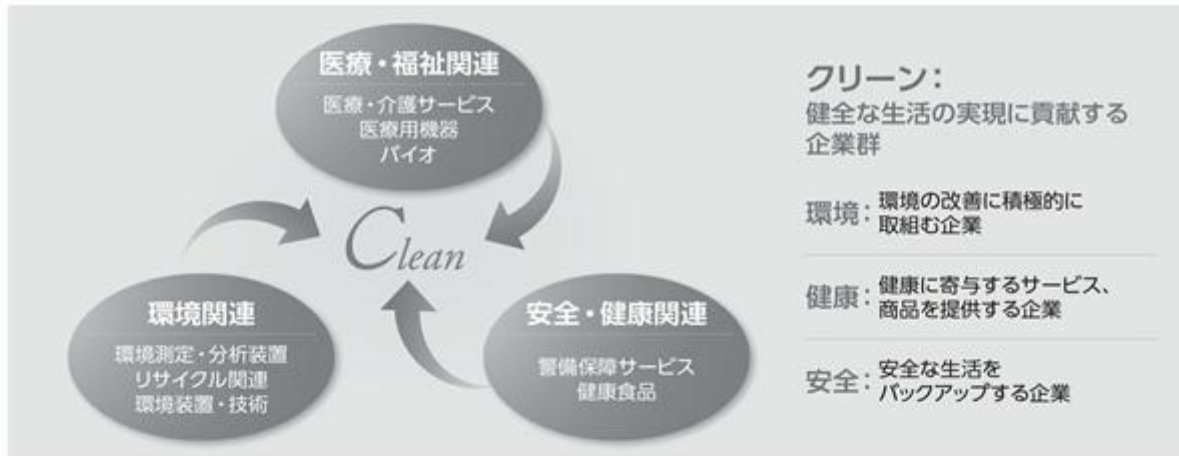 医療・福祉関連
医療・介護サービス
医療用機器
バイオ
Clean
環境関連
環境測定・分析装置
リサイクル関連
環境装置・技術
安全・健康関連
警備保障サービス
健康食品
クリーン：
健全な生活の実現に貢献する
企業群
環境：環境の改善に積極的に
取組む企業
健康：健康に寄与するサービス、
商品を提供する企業
安全：安全な生活を
バックアップする企業